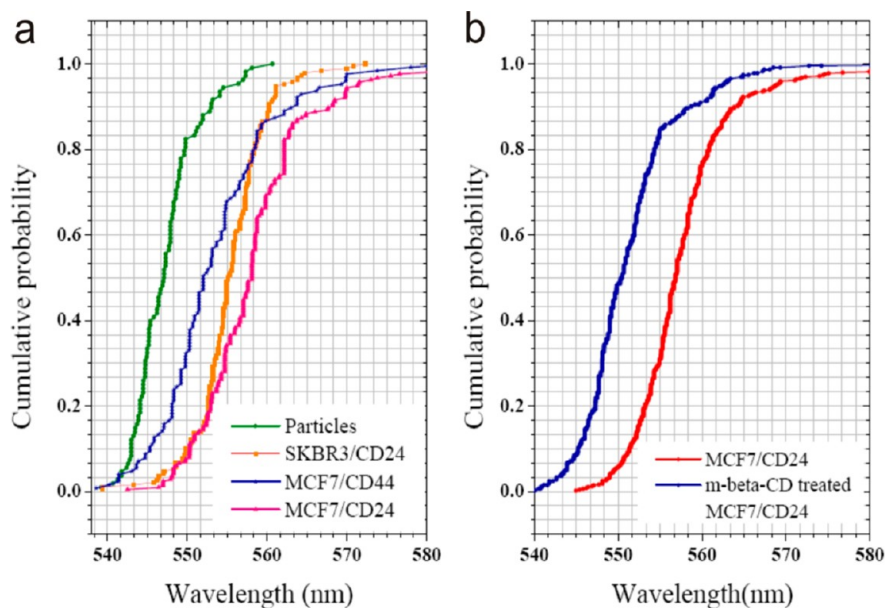 a
Cumulative probability
1.0
0.8
0.6
0.4
0.2
0.0
Particles
SKBR3/CD24
MCF7/CD44
MCF7/CD24
540 550 560 570 580
Wavelength (nm)
b
Cumulative probability
1.0
0.8
0.6
0.4
0.2
0.0
MCF7/CD24
m-beta-CD treated
MCF7/CD24
540 550 560 570 580
Wavelength(nm)